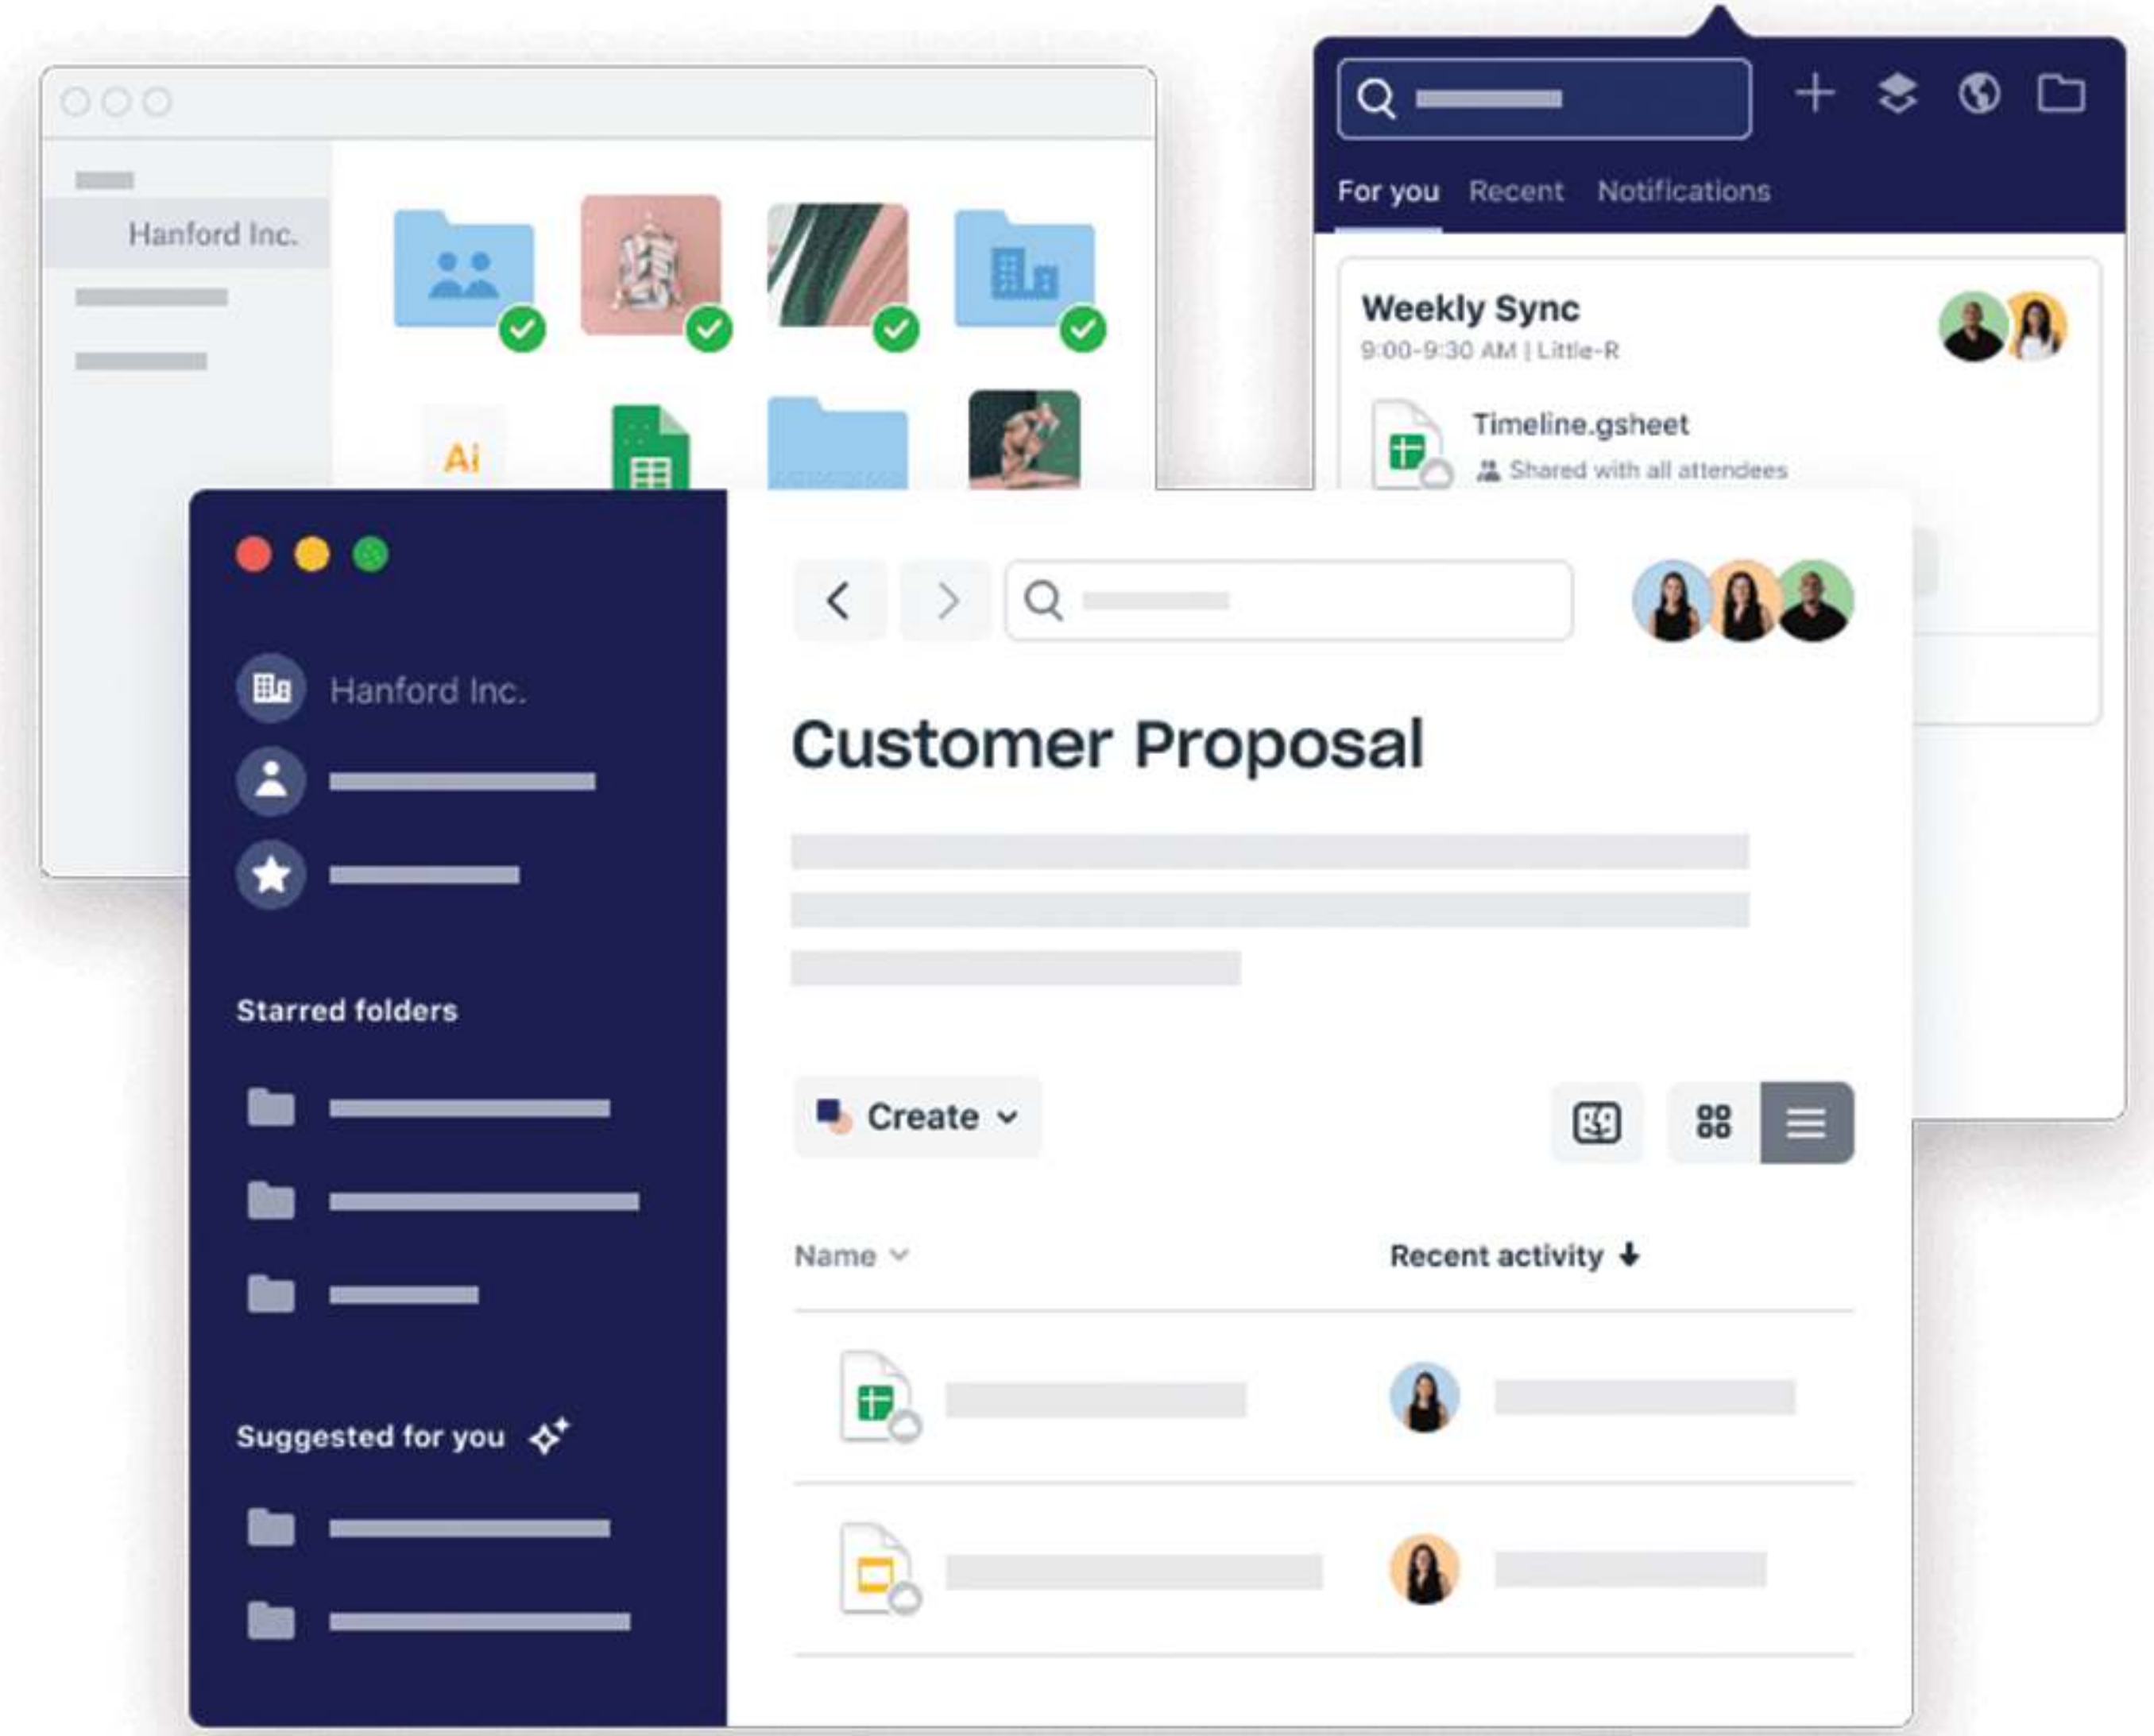 Hanford Inc.
Ai
For you Recent Notifications
Weekly Sync
9:00-9:30 AM | Little-R
Timeline.gsheet
Shared with all attendees
Hanford Inc.
Starred folders
Suggested for you
Customer Proposal
Create
Name Recent activity